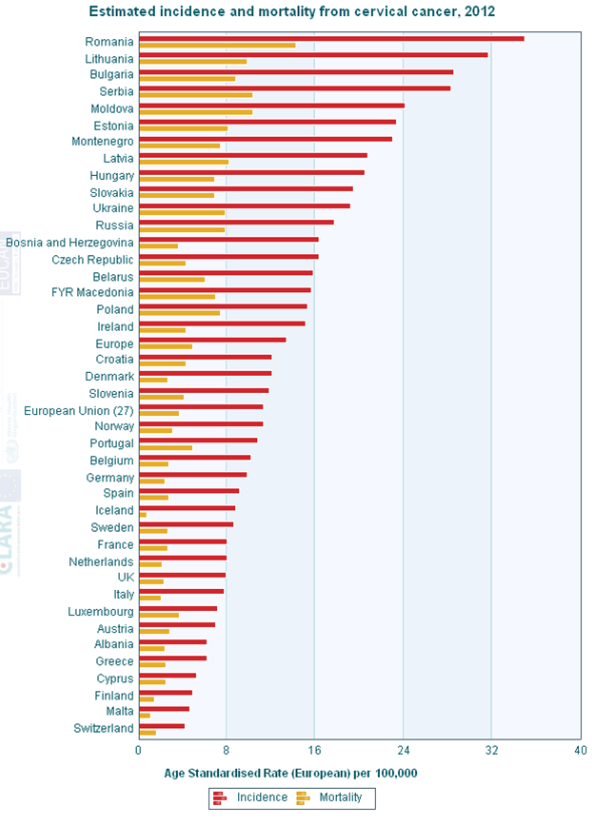 Estimated incidence and mortality from cervical cancer, 2012
Romania
Lithuania
Bulgaria
Serbia
Moldova
Estonia
Montenegro
Latvia
Hungary
Slovakia
Ukraine
Russia
Bosnia and Herzegovina
Czech Republic
Belarus
FYR Macedonia
Poland
Ireland
Europe
Croatia
Denmark
Slovenia
European Union (27)
Norway
Portugal
Belgium
Germany
Spain
Iceland
Sweden
France
Netherlands
UK
Italy
Luxembourg
Austria
Albania
Greece
Cyprus
Finland
Malta
Switzerland
0 8 16 24 32 40
Age Standardised Rate (European) per 100,000
Incidence Mortality